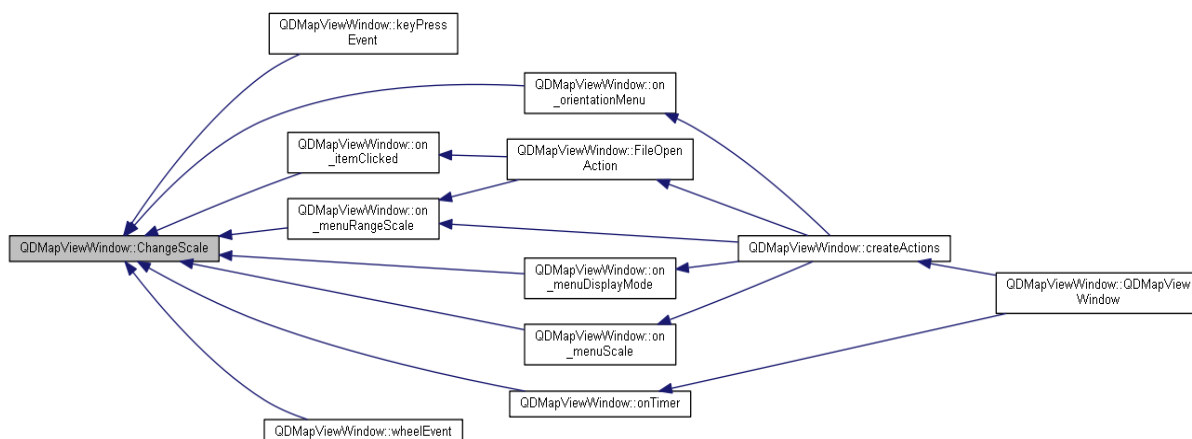 QDMapViewWindow::keyPress
Event
QDMapViewWindow::on
_orientationMenu
QDMapViewWindow::on
_itemClicked
QDMapViewWindow::FileOpen
Action
QDMapViewWindow::on
_menuRangeScale
QDMapViewWindow::ChangeScale
QDMapViewWindow::createActions
QDMapViewWindow::on
_menuDisplayMode
QDMapViewWindow::QDMapView
Window
QDMapViewWindow::on
_menuScale
QDMapViewWindow::onTimer
QDMapViewWindow::wheelEvent